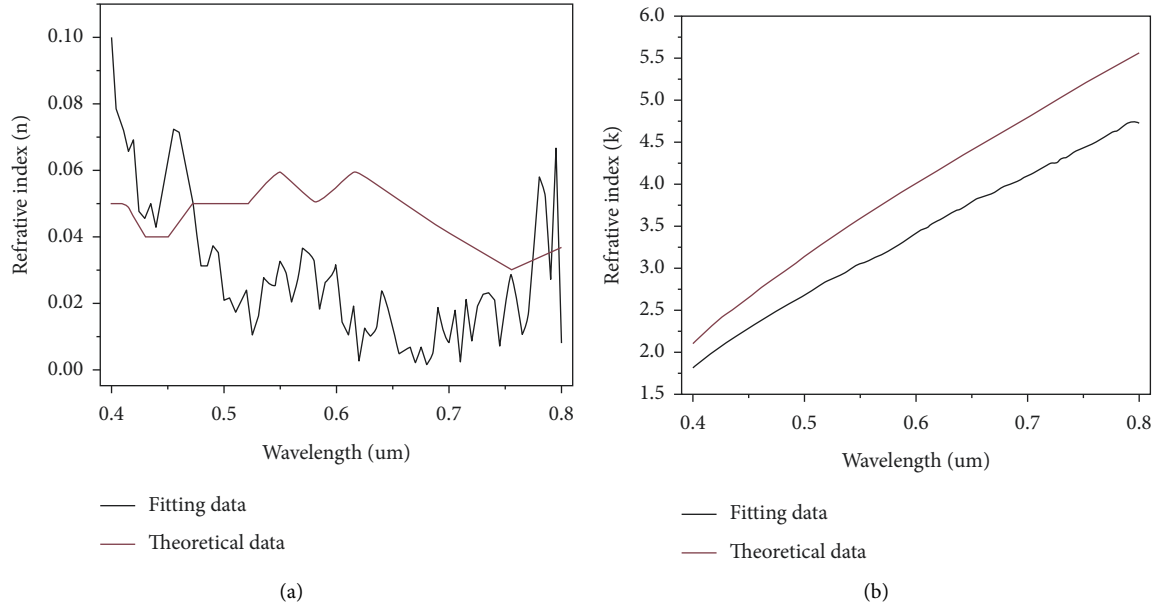 0.10
0.08
0.06
0.04
0.02
0.00
Refrative index (n)
0.4
0.5
0.6
0.7
0.8
Wavelength (um)
Fitting data
Theoretical data
(a)
6.0
5.5
5.0
4.5
4.0
3.5
3.0
2.5
2.0
1.5
Refrative index (k)
0.4
0.5
0.6
0.7
0.8
Wavelength (um)
Fitting data
Theoretical data
(b)